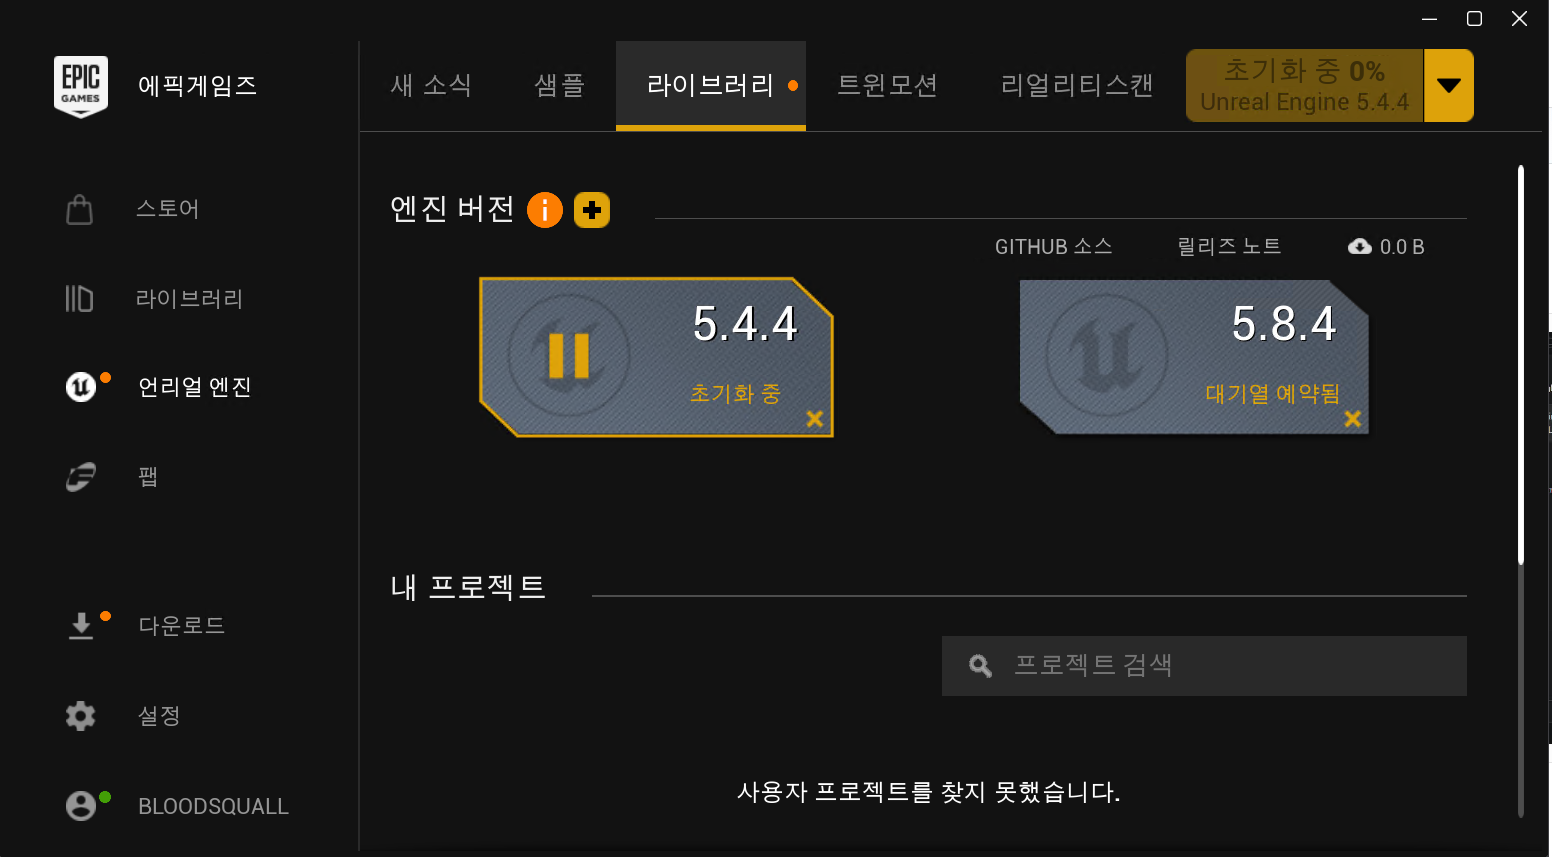 EPIC
GAMES
에픽게임즈
새 소식
샘플
라이브러리
트윈모션
리얼리티스캔
초기화 중 0%
Unreal Engine 5.4.4
스토어
라이브러리
언리얼 엔진
팹
다운로드
설정
BLOODSQUALL
엔진 버전
GITHUB 소스
릴리즈 노트
0.0 B
5.4.4
초기화 중
5.8.4
대기열 예약됨
내 프로젝트
프로젝트 검색
사용자 프로젝트를 찾지 못했습니다.